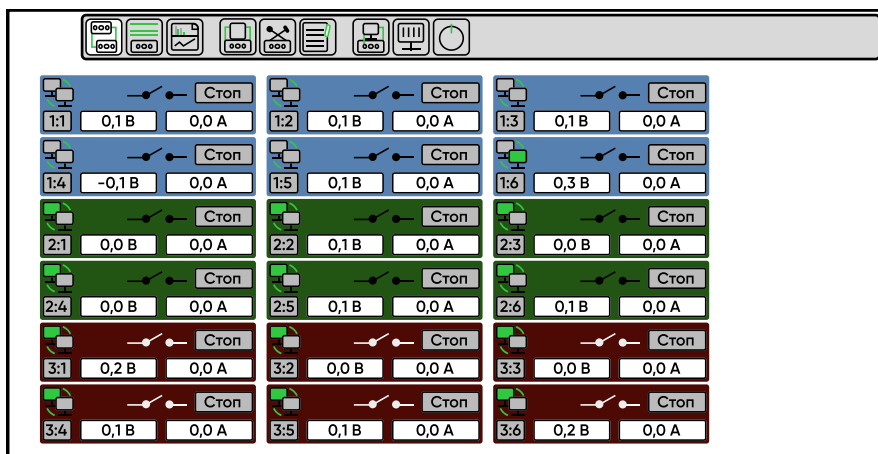 Стоп Стоп Стоп
1:1 0,1 В 0,0 А 1:2 0,1 В 0,0 А 1:3 0,1 В 0,0 А
Стоп Стоп Стоп
1:4 -0,1 В 0,0 А 1:5 0,1 В 0,0 А 1:6 0,3 В 0,0 А
Стоп Стоп Стоп
2:1 0,0 В 0,0 А 2:2 0,1 В 0,0 А 2:3 0,0 В 0,0 А
Стоп Стоп Стоп
2:4 0,0 В 0,0 А 2:5 0,1 В 0,0 А 2:6 0,1 В 0,0 А
Стоп Стоп Стоп
3:1 0,2 В 0,0 А 3:2 0,0 В 0,0 А 3:3 0,0 В 0,0 А
Стоп Стоп Стоп
3:4 0,1 В 0,0 А 3:5 0,1 В 0,0 А 3:6 0,2 В 0,0 А